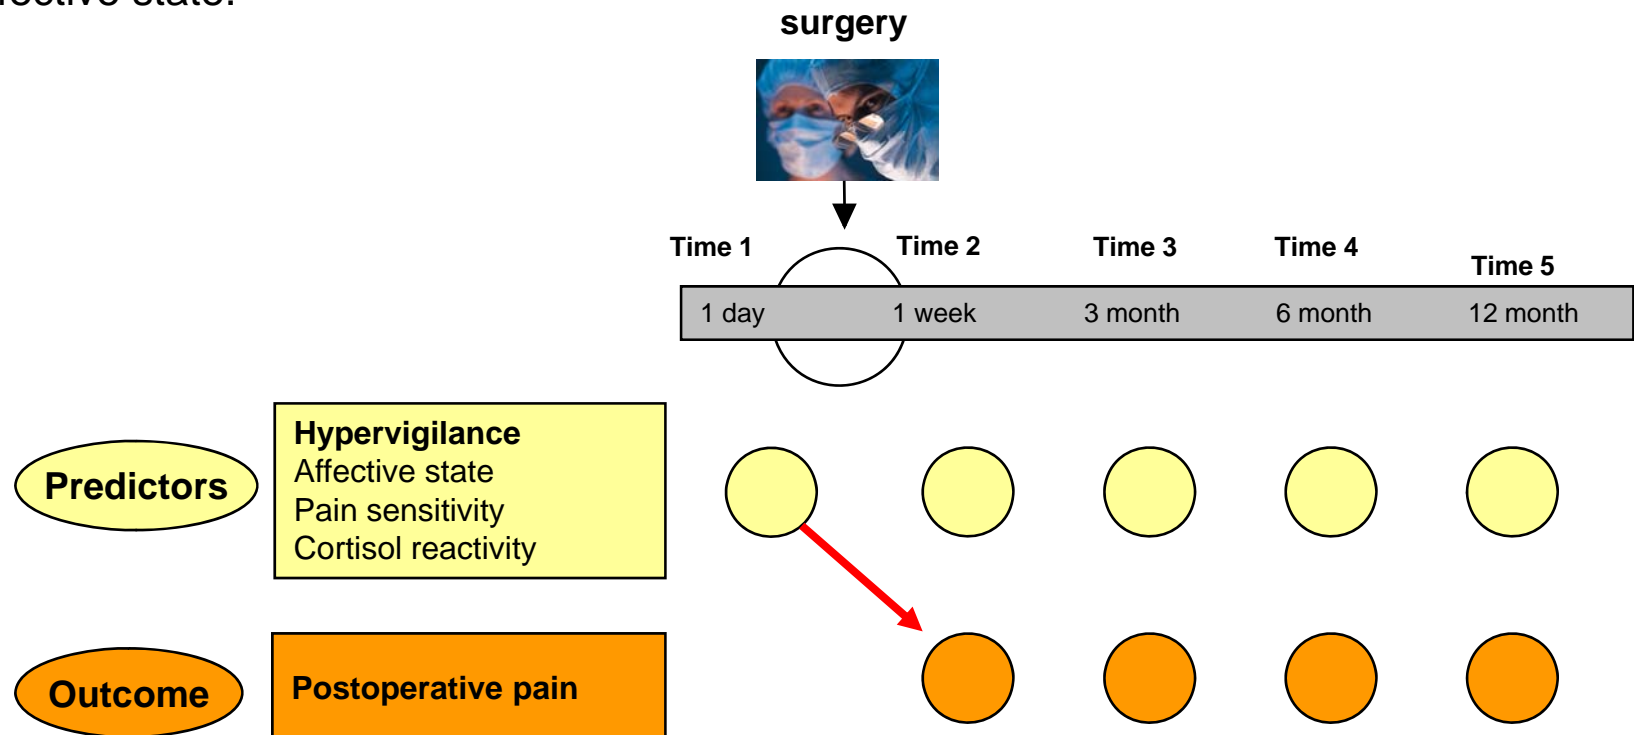 state.
surgery
Time 1 Time 2 Time 3 Time 4 Time 5
1 day 1 week 3 month 6 month 12 month
Predictors
Hypervigilance
Affective state
Pain sensitivity
Cortisol reactivity
Outcome
Postoperative pain